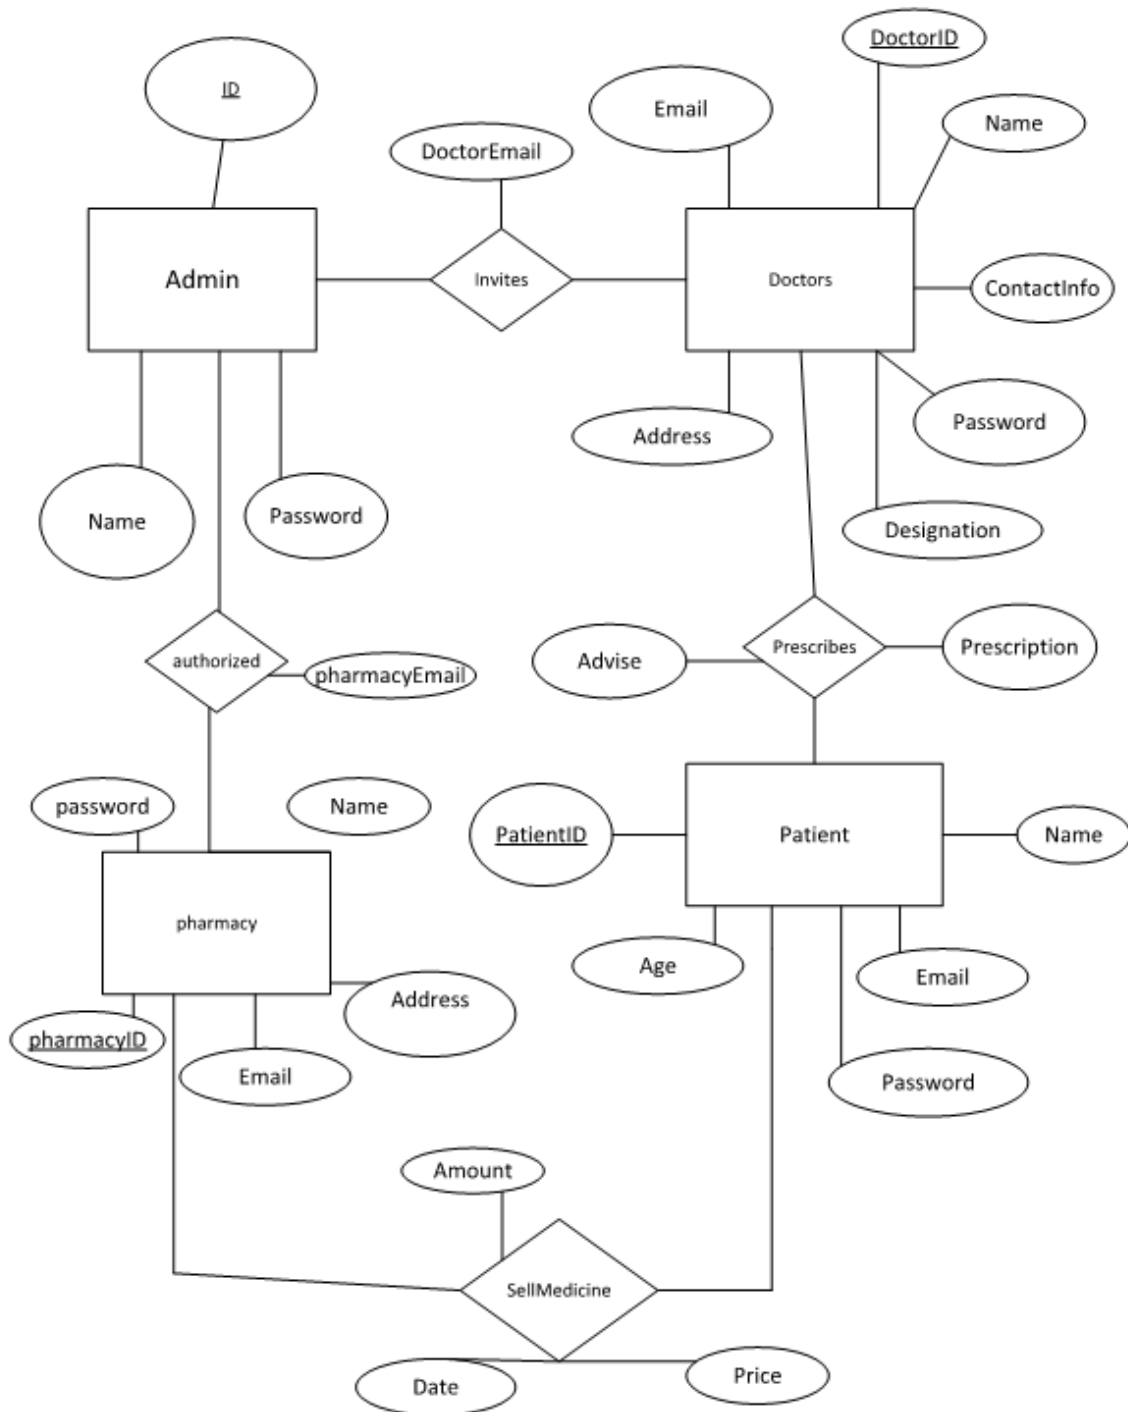 DoctorID
ID
Email
Name
DoctorEmail
Admin
Invites
Doctors
ContactInfo
Address
Password
Name
Password
Designation
authorized
pharmacyEmail
Advise
Prescribes
Prescription
password
Name
PatientID
Patient
Name
pharmacy
Age
Email
Address
pharmacyID
Email
Password
Amount
SellMedicine
Date
Price